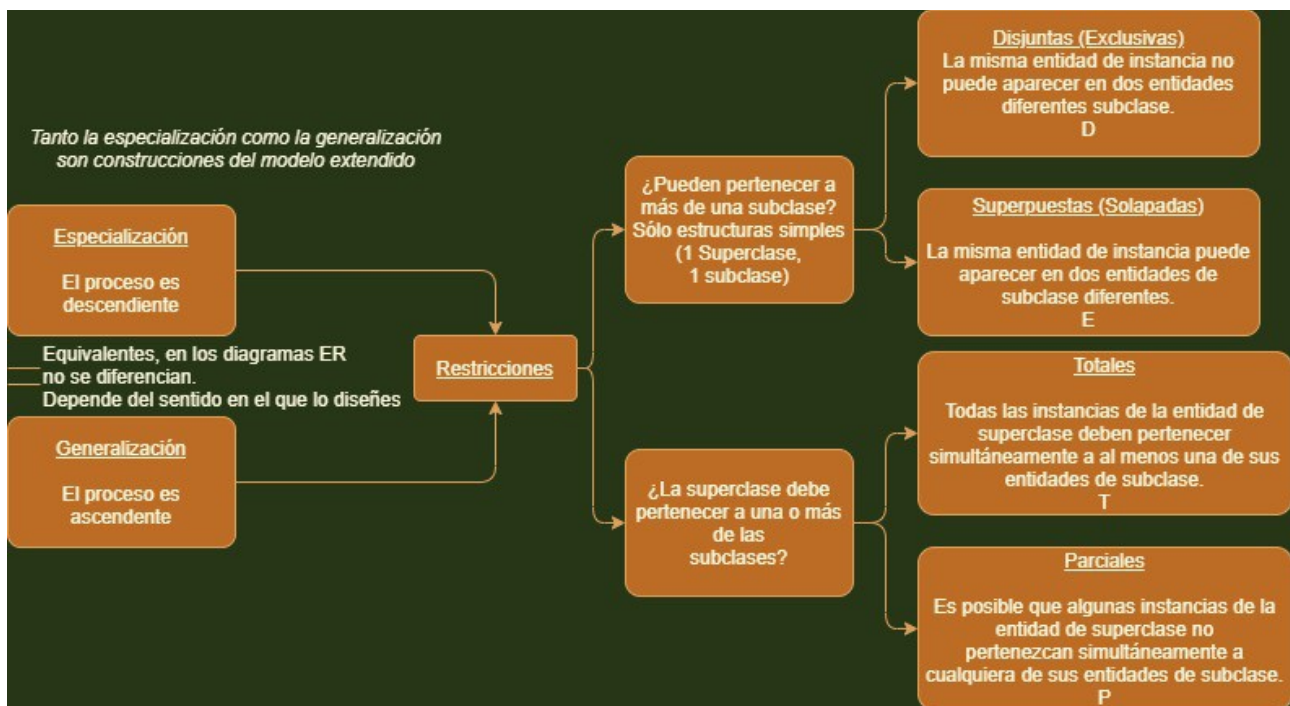 Tanto la especialización como la generalización
son construcciones del modelo extendido
Especialización
El proceso es
descendiente
Equivalentes, en los diagramas ER
no se diferencian.
Depende del sentido en el que lo diseñes
Generalización
El proceso es
ascendente
Restricciones
¿Pueden pertenecer a
más de una subclase?
Sólo estructuras simples
(1 Superclase,
1 subclase)
¿La superclase debe
pertenecer a una o más
de las
subclases?
Disjuntas (Exclusivas)
La misma entidad de instancia no
puede aparecer en dos entidades
diferentes subclase.
D
Superpuestas (Solapadas)
La misma entidad de instancia puede
aparecer en dos entidades de
subclase diferentes.
E
Totales
Todas las instancias de la entidad de
superclase deben pertenecer
simultáneamente a al menos una de sus
entidades de subclase.
T
Parciales
Es posible que algunas instancias de la
entidad de superclase no
pertenezcan simultáneamente a
cualquiera de sus entidades de subclase.
P